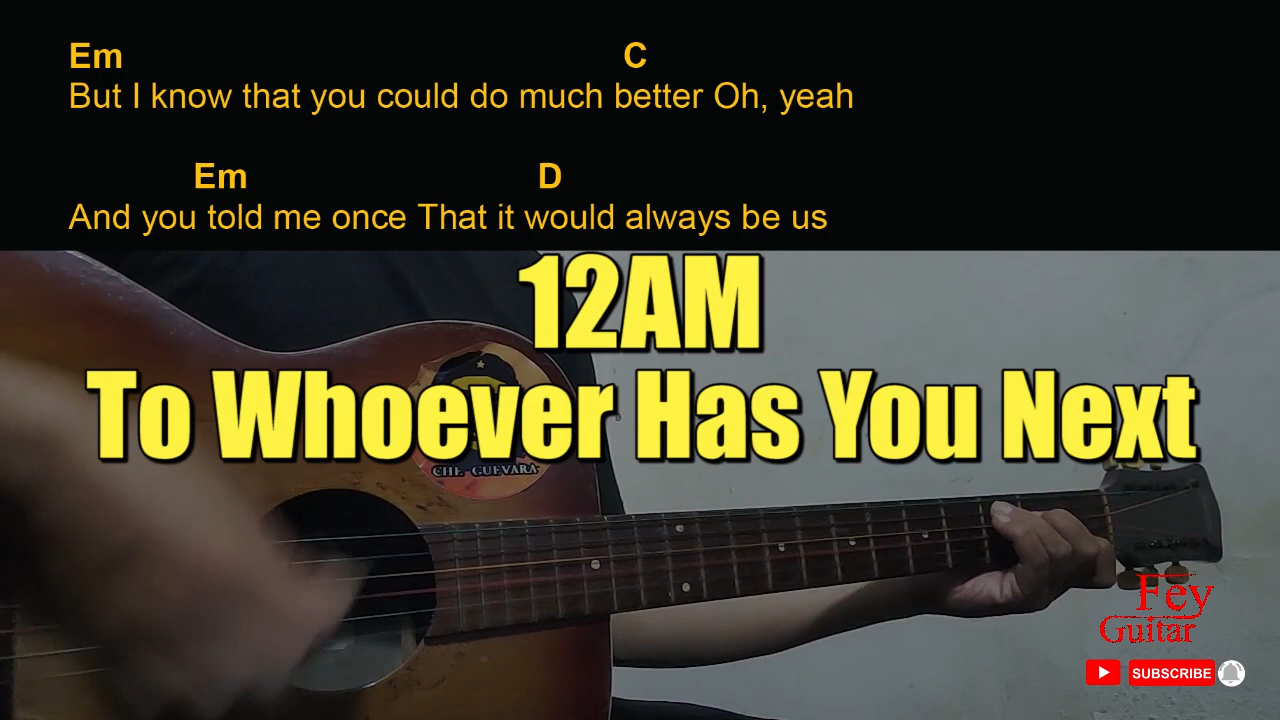 Em C
But I know that you could do much better Oh, yeah
Em D
And you told me once That it would always be us
12AM
To Whoever Has You Next
CHE GUEVARA
Fey
Guitar
SUBSCRIBE